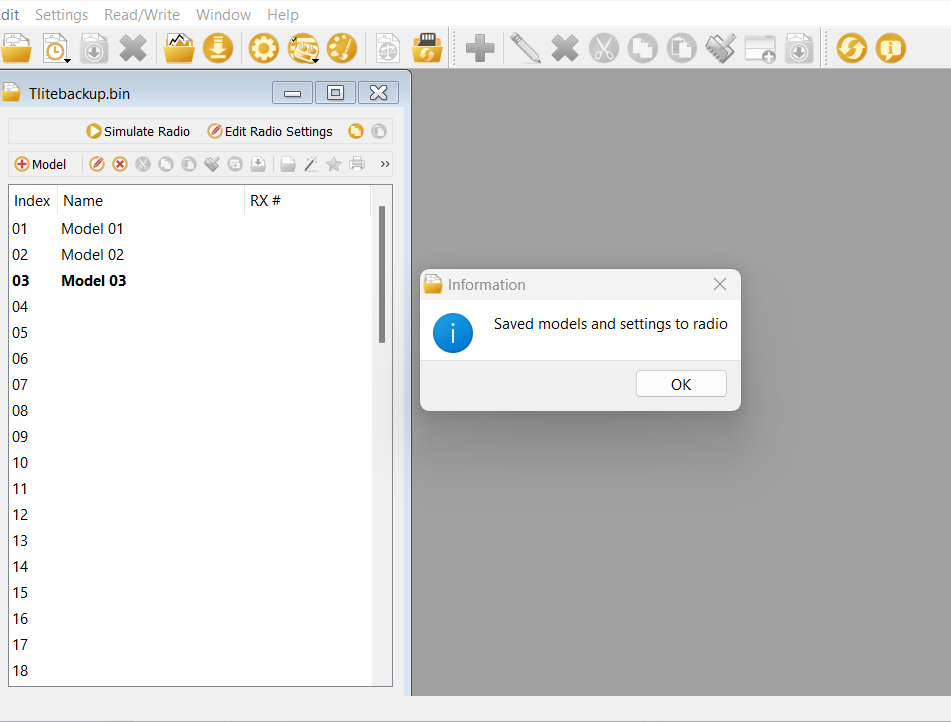 dit Settings Read/Write Window Help
Tlitebackup.bin
Simulate Radio Edit Radio Settings
Model »
Index Name RX #
01 Model 01
02 Model 02
03 Model 03
04
05
06
07
08
09
10
11
12
13
14
15
16
17
18
Information
i
Saved models and settings to radio
OK